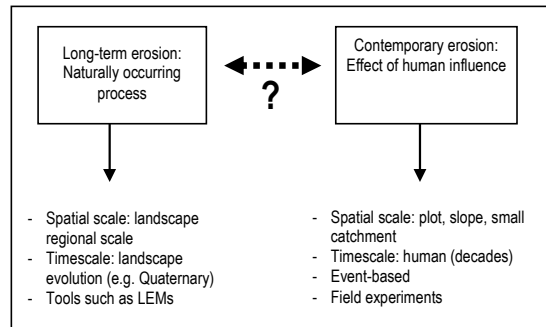 Long-term erosion:
Naturally occurring
process
?
Contemporary erosion:
Effect of human influence
- Spatial scale: landscape
regional scale
- Timescale: landscape
evolution (e.g. Quaternary)
- Tools such as LEMs
- Spatial scale: plot, slope, small
catchment
- Timescale: human (decades)
- Event-based
- Field experiments